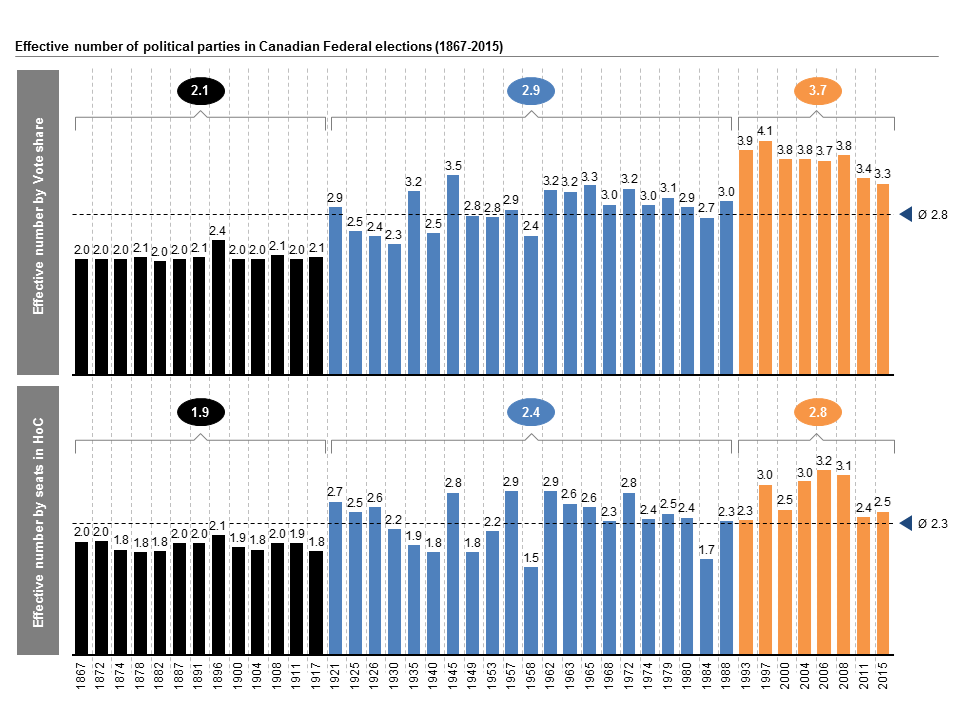 Effective number of political parties in Canadian Federal elections (1867-2015)
Effective number by Vote share
2.1 2.9 3.7
2.0 2.0 2.0 2.1 2.0 2.0 2.1 2.4 2.0 2.0 2.1 2.0 2.1 2.9 2.5 2.4 2.3 3.2 2.5 3.5 2.8 2.8 2.9 2.4 3.2 3.2 3.3 3.0 3.2 3.0 3.1 2.9 2.7 3.0 3.9 4.1 3.8 3.8 3.7 3.8 3.4 3.3
Ø 2.8
Effective number by seats in HoC
1.9 2.4 2.8
2.0 2.0 1.8 1.8 1.8 2.0 2.0 2.1 1.9 1.8 2.0 1.9 1.8 2.7 2.5 2.6 2.2 1.9 1.8 2.8 1.8 2.2 2.9 1.5 2.9 2.6 2.6 2.3 2.8 2.4 2.5 2.4 1.7 2.3 2.3 3.0 2.5 3.0 3.2 3.1 2.4 2.5
Ø 2.3
1867 1872 1874 1878 1882 1887 1891 1896 1900 1904 1908 1911 1917 1921 1925 1926 1930 1935 1940 1945 1949 1953 1957 1958 1962 1963 1965 1968 1972 1974 1979 1980 1984 1988 1993 1997 2000 2004 2006 2008 2011 2015